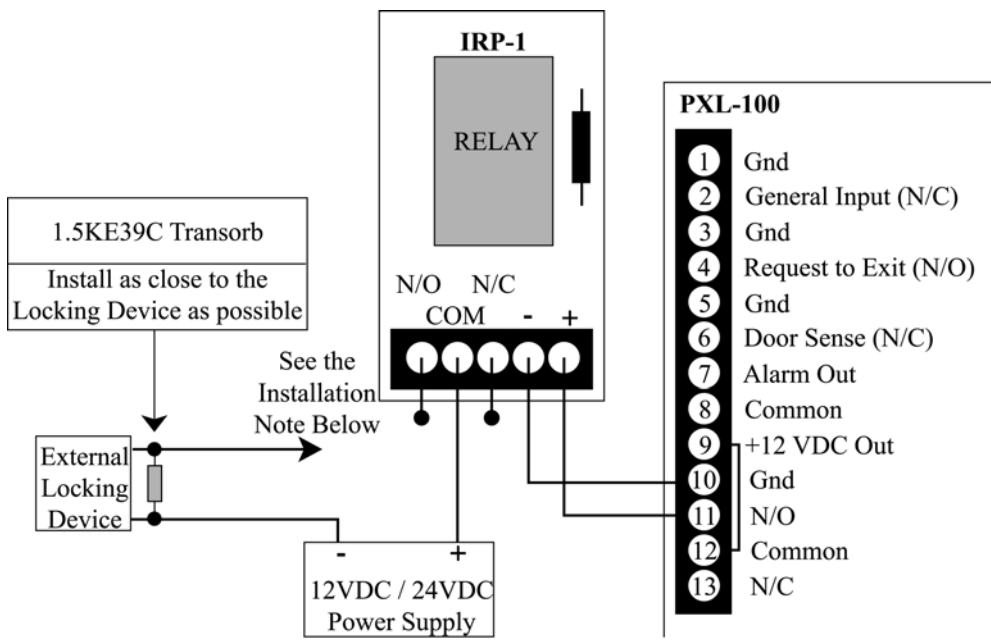 IRP-1
RELAY
N/O N/C
COM - +
PXL-100
1 Gnd
2 General Input (N/C)
3 Gnd
4 Request to Exit (N/O)
5 Gnd
6 Door Sense (N/C)
7 Alarm Out
8 Common
9 +12 VDC Out
10 Gnd
11 N/O
12 Common
13 N/C
1.5KE39C Transorb
Install as close to the
Locking Device as possible
See the
Installation
Note Below
External
Locking
Device
- +
12VDC / 24VDC
Power Supply